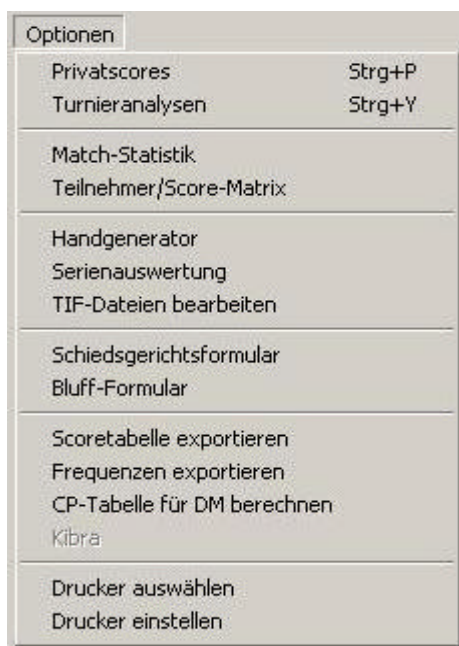 Optionen
Privatscores Strg+P
Turnieranalysen Strg+Y
Match-Statistik
Teilnehmer/Score-Matrix
Handgenerator
Serienauswertung
TIF-Dateien bearbeiten
Schiedsgerichtsformular
Bluff-Formular
Scoretabelle exportieren
Frequenzen exportieren
CP-Tabelle für DM berechnen
Kibra
Drucker auswählen
Drucker einstellen